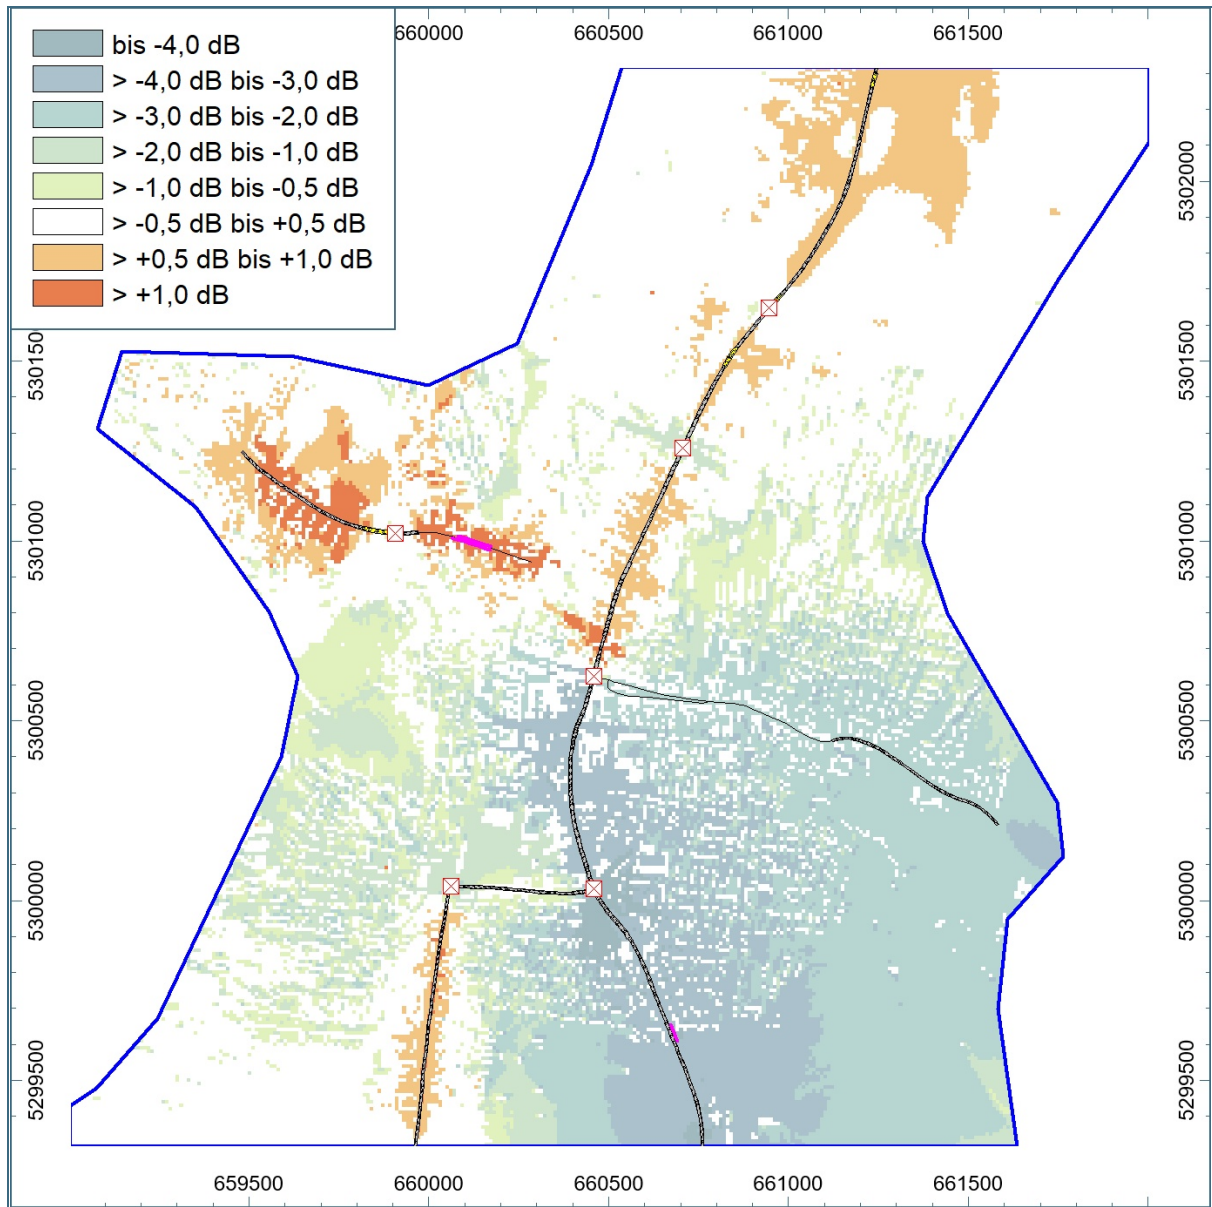 660000 660500 661000 661500
bis -4,0 dB
> -4,0 dB bis -3,0 dB
> -3,0 dB bis -2,0 dB
> -2,0 dB bis -1,0 dB
> -1,0 dB bis -0,5 dB
> -0,5 dB bis +0,5 dB
> +0,5 dB bis +1,0 dB
> +1,0 dB
5302000
530150
5301500
5301000
5301000
5300500
5300500
5300000
5300000
5299500
5299500
659500 660000 660500 661000 661500